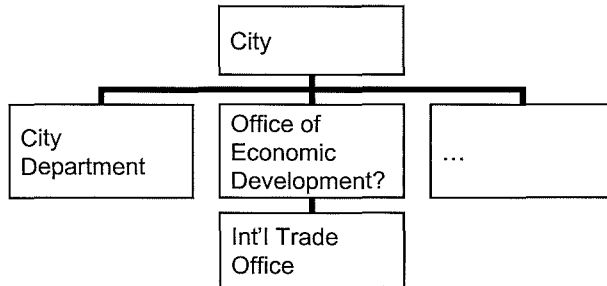 City
City
Department
Office of
Economic
Development?
...
Int'l Trade
Office